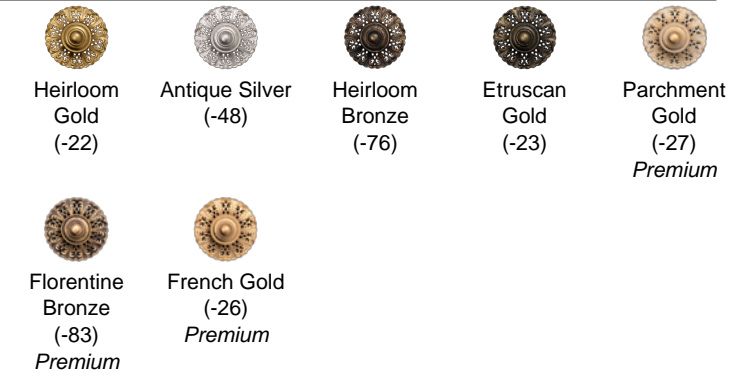 Heirloom
Gold
(-22)
Antique Silver
(-48)
Heirloom
Bronze
(-76)
Etruscan
Gold
(-23)
Parchment
Gold
(-27)
Premium
Florentine
Bronze
(-83)
Premium
French Gold
(-26)
Premium